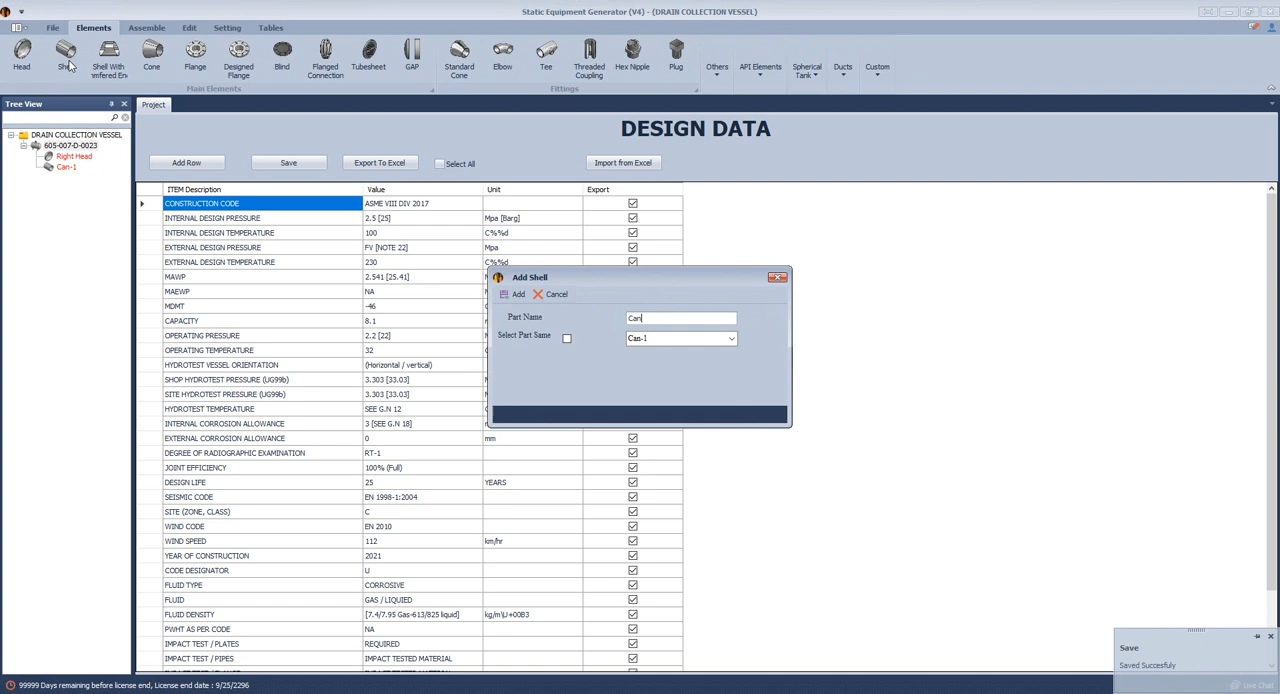 Static Equipment Generator (V4) - (DRAIN COLLECTION VESSEL)
File Elements Assemble Edit Setting Tables
Head Shell Shell With Cone Flange Designed Flange Blind Flanged Connection Tubesheet GAP Standard Cone Elbow Tee Threaded Coupling Hex Nipple Plug Others API Elements Spherical Tank Ducts Custom
Main Elements Fittings
Tree View
Project
DRAIN COLLECTION VESSEL
605-007-D-0023
Right Head
Can-1
DESIGN DATA
Add Row Save Export To Excel Select All Import from Excel
ITEM Description Value Unit Export
CONSTRUCTION CODE ASME VIII DIV 2017
INTERNAL DESIGN PRESSURE 2.5 [25] Mpa [Barg]
INTERNAL DESIGN TEMPERATURE 100 C%%d
EXTERNAL DESIGN PRESSURE FV [NOTE 22] Mpa
EXTERNAL DESIGN TEMPERATURE 230 C%%d
MAWP 2.541 [25.41]
MAEWP NA
MDMT -46
CAPACITY 8.1
OPERATING PRESSURE 2.2 [22]
OPERATING TEMPERATURE 32
HYDROTEST VESSEL ORIENTATION (Horizontal / vertical)
SHOP HYDROTEST PRESSURE (UG99b) 3.303 [33.03]
SITE HYDROTEST PRESSURE (UG99b) 3.303 [33.03]
HYDROTEST TEMPERATURE SEE G.N 12
INTERNAL CORROSION ALLOWANCE 3 [SEE G.N 18]
EXTERNAL CORROSION ALLOWANCE 0 mm
DEGREE OF RADIOGRAPHIC EXAMINATION RT-1
JOINT EFFICIENCY 100% (Full)
DESIGN LIFE 25 YEARS
SEISMIC CODE EN 1998-1:2004
SITE (ZONE, CLASS) C
WIND CODE EN 2010
WIND SPEED 112 km/hr
YEAR OF CONSTRUCTION 2021
CODE DESIGNATOR U
FLUID TYPE CORROSIVE
FLUID GAS / LIQUIED
FLUID DENSITY [7.4/7.95 Gas-613/825 liquid] kg/m\U+00B3
PWHT AS PER CODE NA
IMPACT TEST / PLATES REQUIRED
IMPACT TEST / PIPES IMPACT TESTED MATERIAL
Add Shell
Add Cancel
Part Name Can
Select Part Same Can-1
Save
Saved Succesfuly
Live Chat
99999 Days remaining before license end, License end date : 9/25/2296